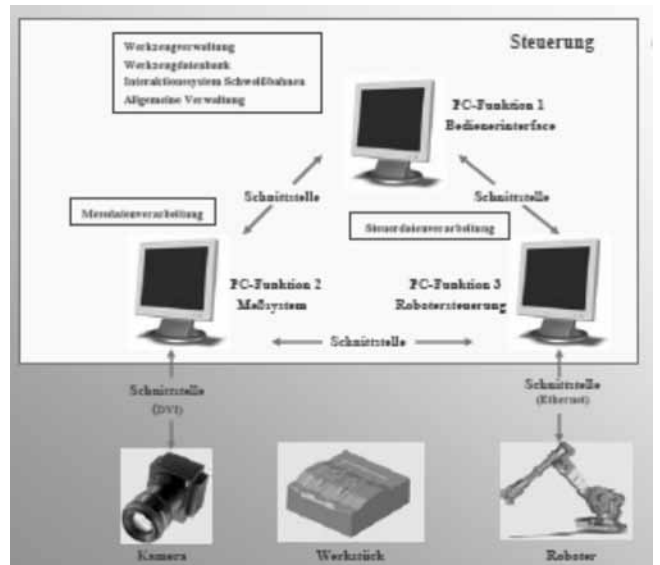 Steuerung
Werkzeugverwaltung
Werkzeugdatenbank
Interaktionssystem Schweißbahnen
Allgemeine Verwaltung
PC-Funktion 1
Bedienerinterface
Schnittstelle
Schnittstelle
Messdatenverarbeitung
Steuerdatenverarbeitung
PC-Funktion 2
Meßsystem
PC-Funktion 3
Robotersteuerung
Schnittstelle
Schnittstelle
(DVI)
Schnittstelle
(Ethernet)
Kamera
Werkstück
Roboter